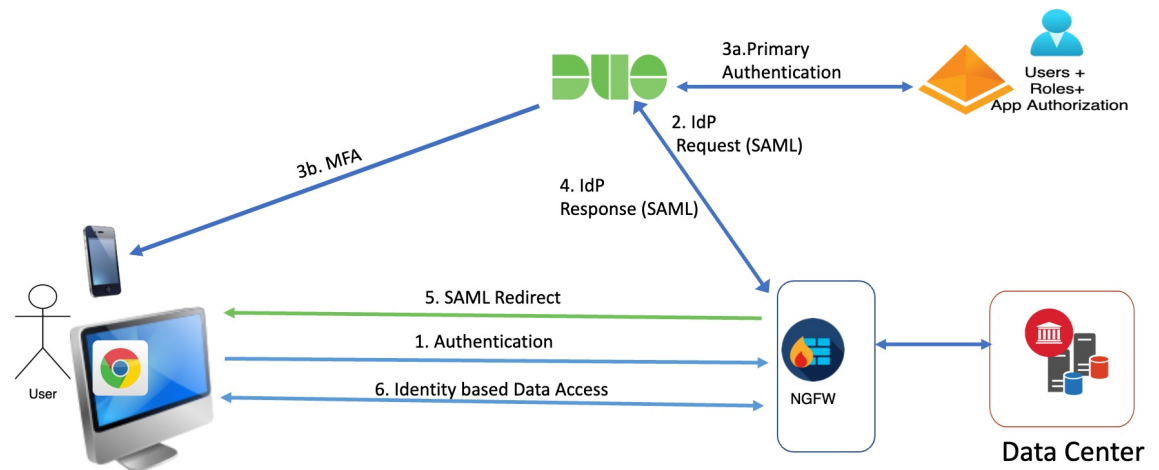 DUO
3a.Primary
Authentication
Users +
Roles+
App Authorization
2. IdP
Request (SAML)
3b. MFA
4. IdP
Response (SAML)
5. SAML Redirect
1. Authentication
6. Identity based Data Access
User
NGFW
Data Center